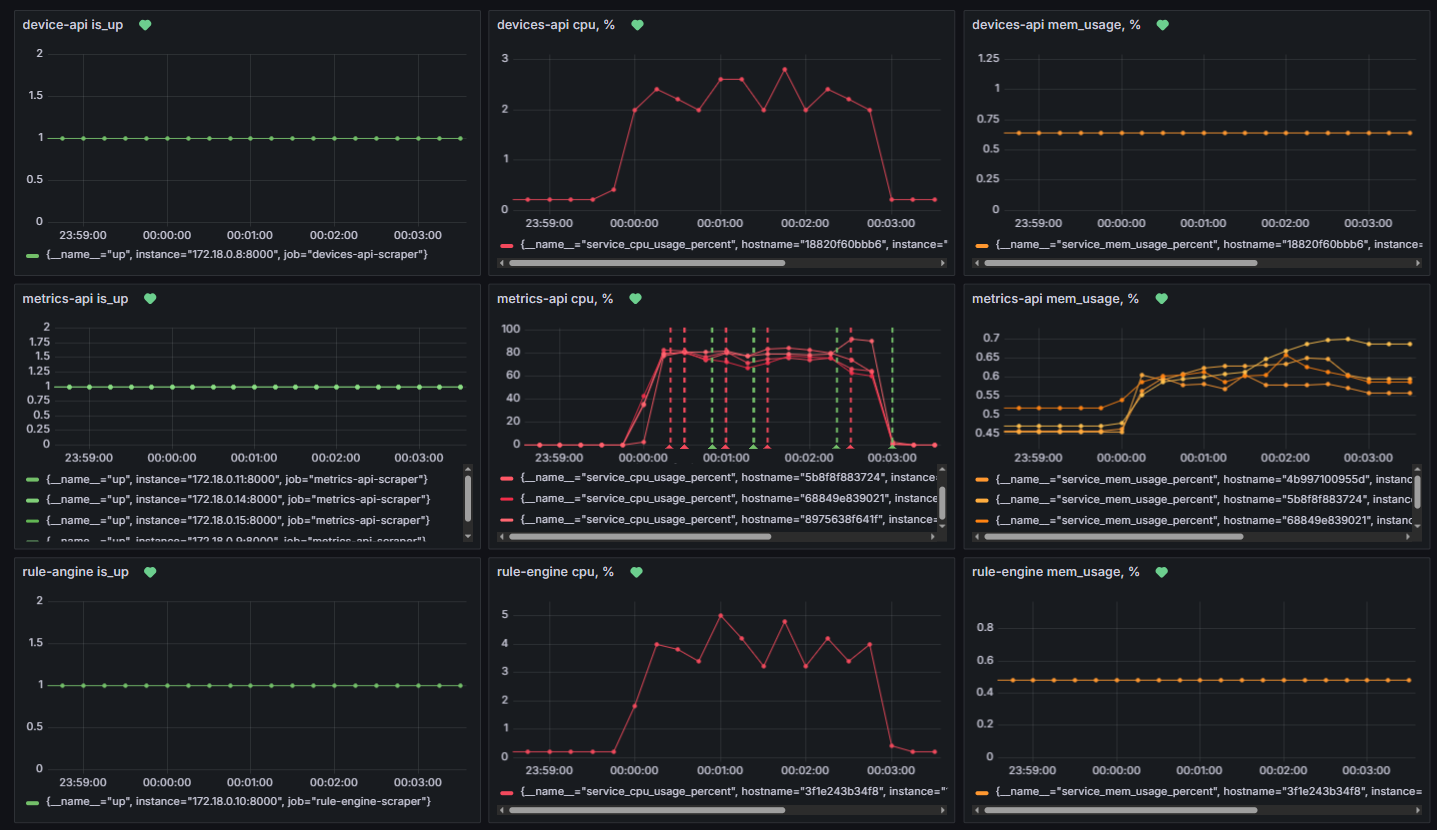 device-api is_up
2
1.5
1
0.5
0
23:59:00 00:00:00 00:01:00 00:02:00 00:03:00
{__name__="up", instance="172.18.0.8:8000", job="devices-api-scraper"}
devices-api cpu, %
3
2
1
0
23:59:00 00:00:00 00:01:00 00:02:00 00:03:00
{__name__="service_cpu_usage_percent", hostname="18820f60bbb6", instance="
devices-api mem_usage, %
1.25
1
0.75
0.5
0.25
0
23:59:00 00:00:00 00:01:00 00:02:00 00:03:00
{__name__="service_mem_usage_percent", hostname="18820f60bbb6", instance=
metrics-api is_up
2
1.75
1.5
1.25
1
0.75
0.5
0.25
0
23:59:00 00:00:00 00:01:00 00:02:00 00:03:00
{__name__="up", instance="172.18.0.11:8000", job="metrics-api-scraper"}
{__name__="up", instance="172.18.0.14:8000", job="metrics-api-scraper"}
{__name__="up", instance="172.18.0.15:8000", job="metrics-api-scraper"}
{__name__="up", instance="172.18.0.9:8000", job="metrics-api-scraper"}
metrics-api cpu, %
100
80
60
40
20
0
23:59:00 00:00:00 00:01:00 00:02:00 00:03:00
{__name__="service_cpu_usage_percent", hostname="5b8f8f883724", instance=
{__name__="service_cpu_usage_percent", hostname="68849e839021", instance=
{__name__="service_cpu_usage_percent", hostname="8975638f641f", instance=
metrics-api mem_usage, %
0.7
0.65
0.6
0.55
0.5
0.45
23:59:00 00:00:00 00:01:00 00:02:00 00:03:00
{__name__="service_mem_usage_percent", hostname="4b997100955d", instanc
{__name__="service_mem_usage_percent", hostname="5b8f8f883724", instanc
{__name__="service_mem_usage_percent", hostname="68849e839021", instanc
rule-angine is_up
2
1.5
1
0.5
0
23:59:00 00:00:00 00:01:00 00:02:00 00:03:00
{__name__="up", instance="172.18.0.10:8000", job="rule-engine-scraper"}
rule-engine cpu, %
5
4
3
2
1
0
23:59:00 00:00:00 00:01:00 00:02:00 00:03:00
{__name__="service_cpu_usage_percent", hostname="3f1e243b34f8", instance="
rule-engine mem_usage, %
0.8
0.6
0.4
0.2
0
23:59:00 00:00:00 00:01:00 00:02:00 00:03:00
{__name__="service_mem_usage_percent", hostname="3f1e243b34f8", instance=